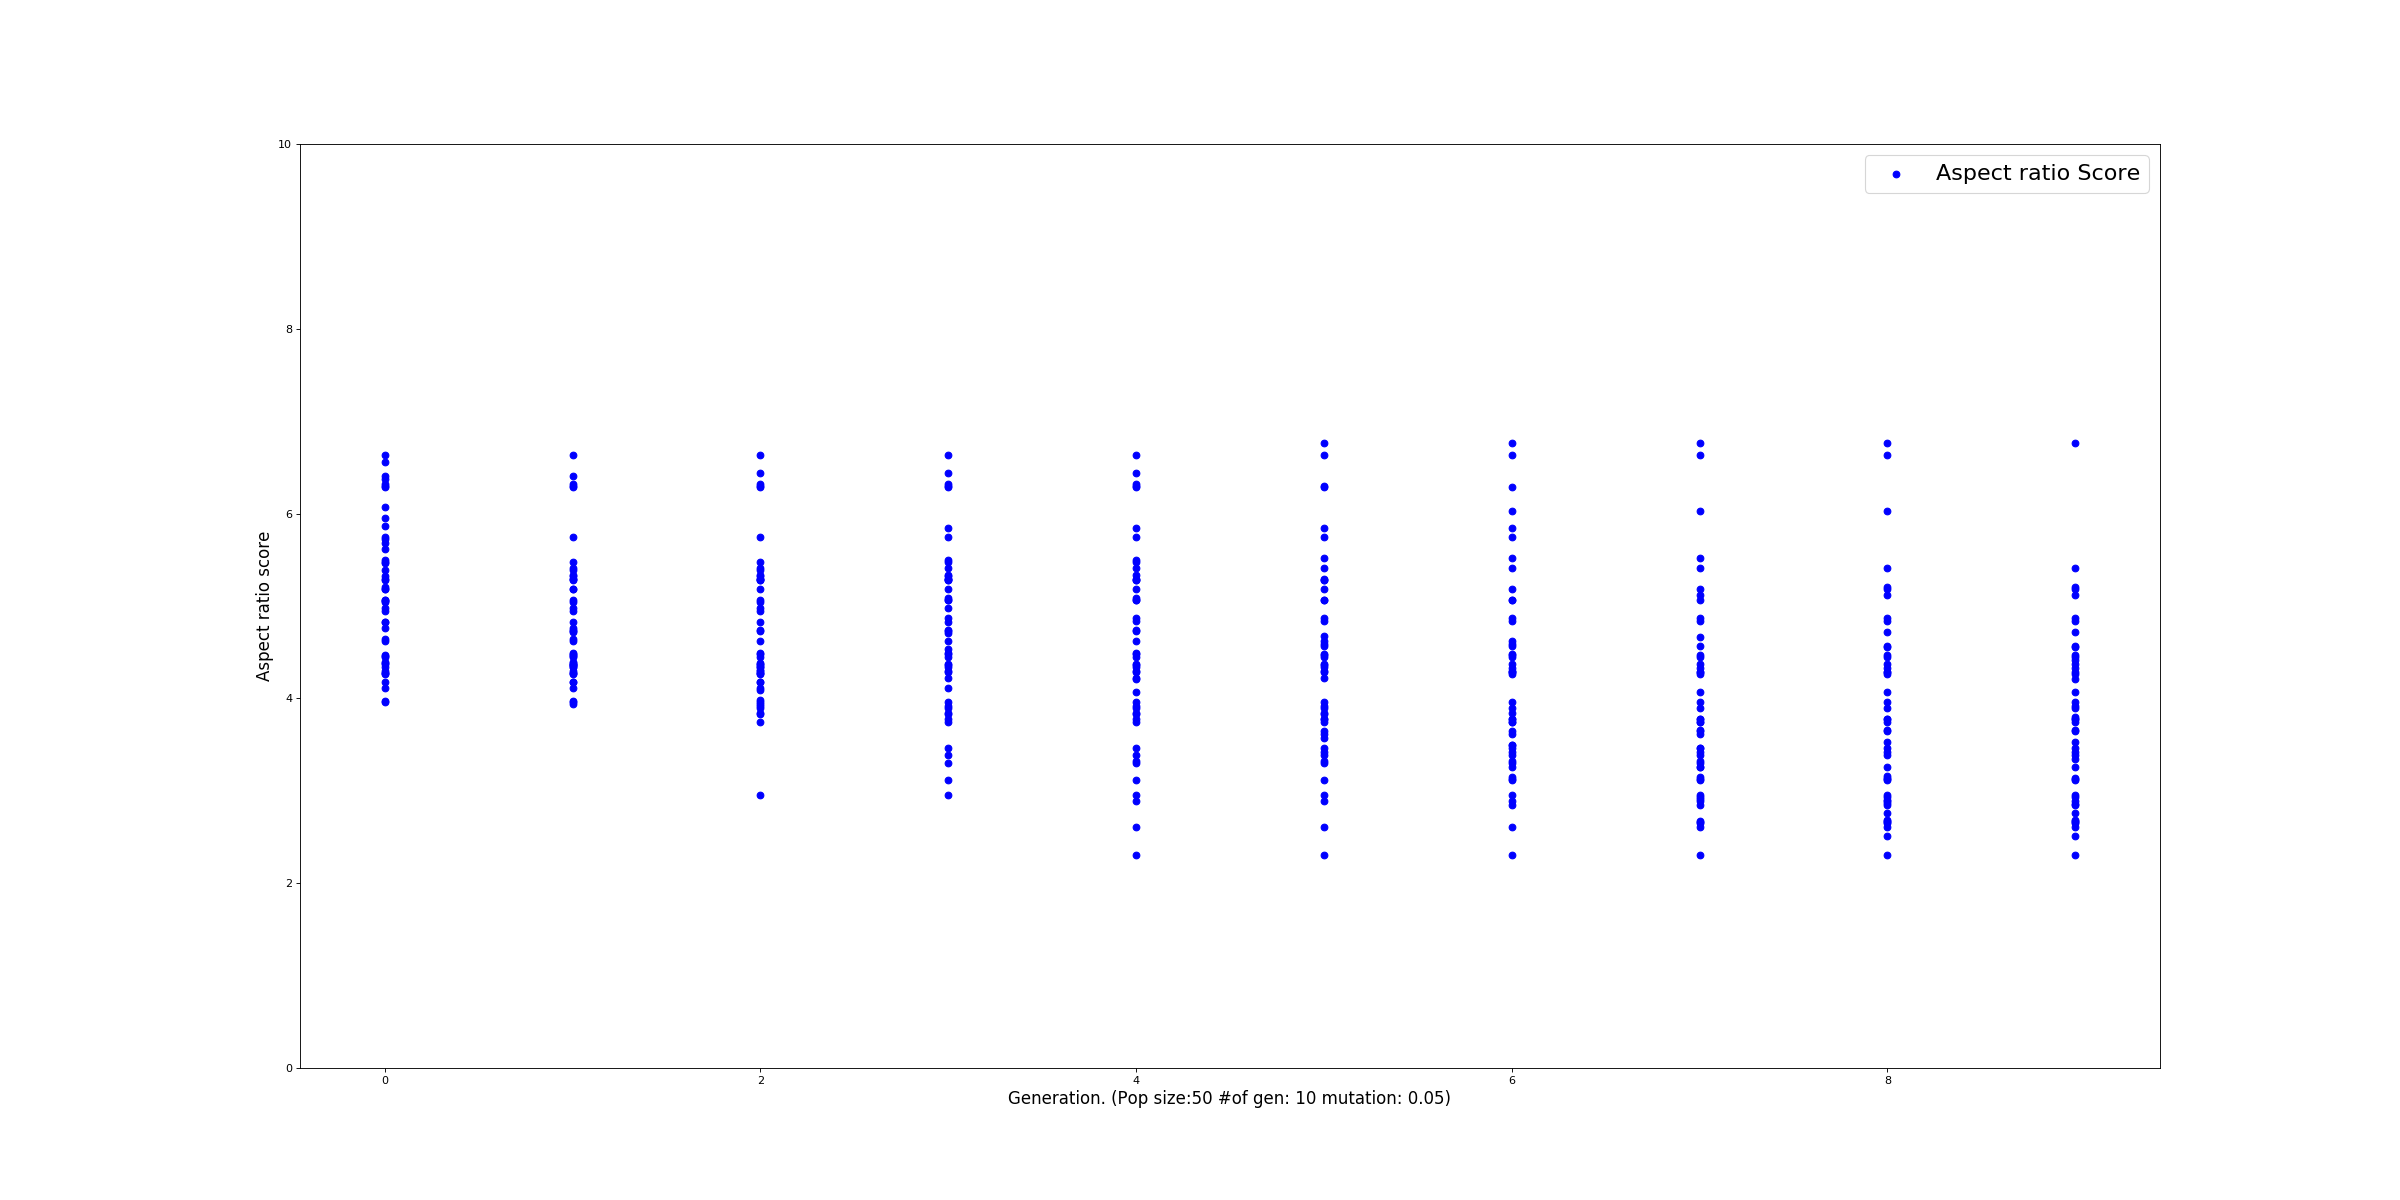 Aspect ratio Score
10
8
6
4
2
0
Aspect ratio score
0 2 4 6 8
Generation. (Pop size:50 #of gen: 10 mutation: 0.05)